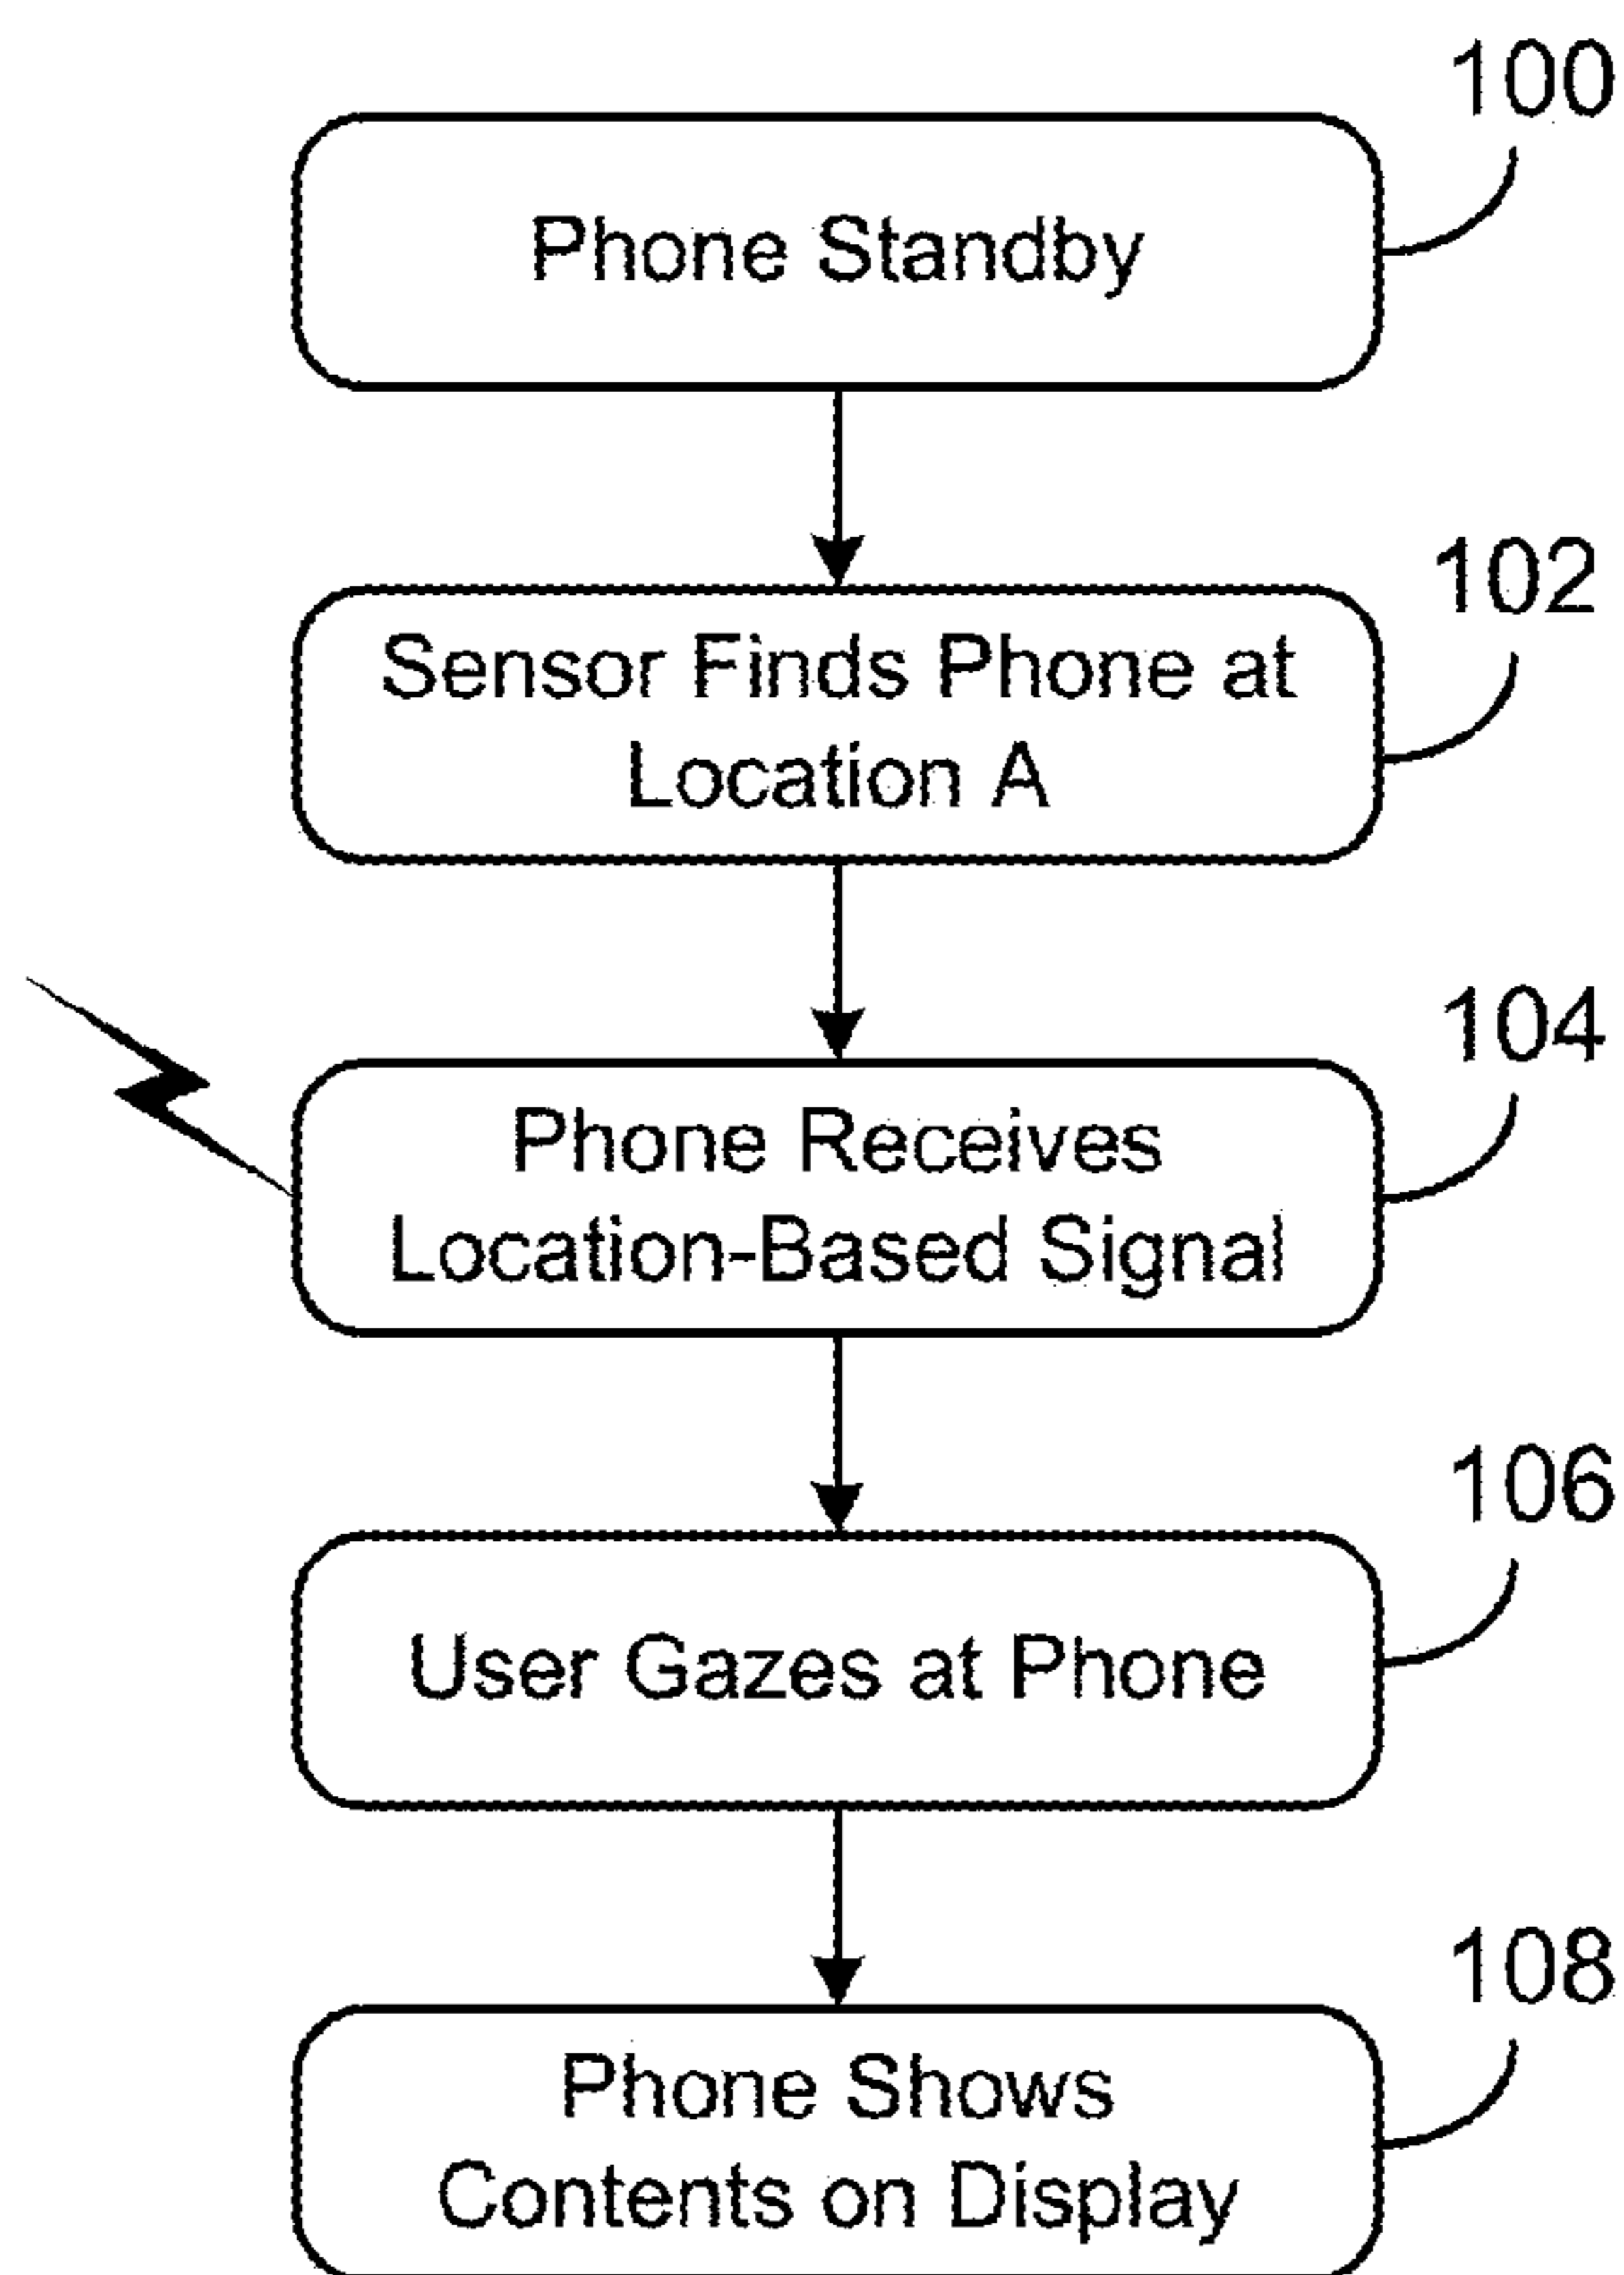 100
Phone Standby
102
Sensor Finds Phone at
Location A
104
Phone Receives
Location-Based Signal
106
User Gazes at Phone
108
Phone Shows
Contents on Display